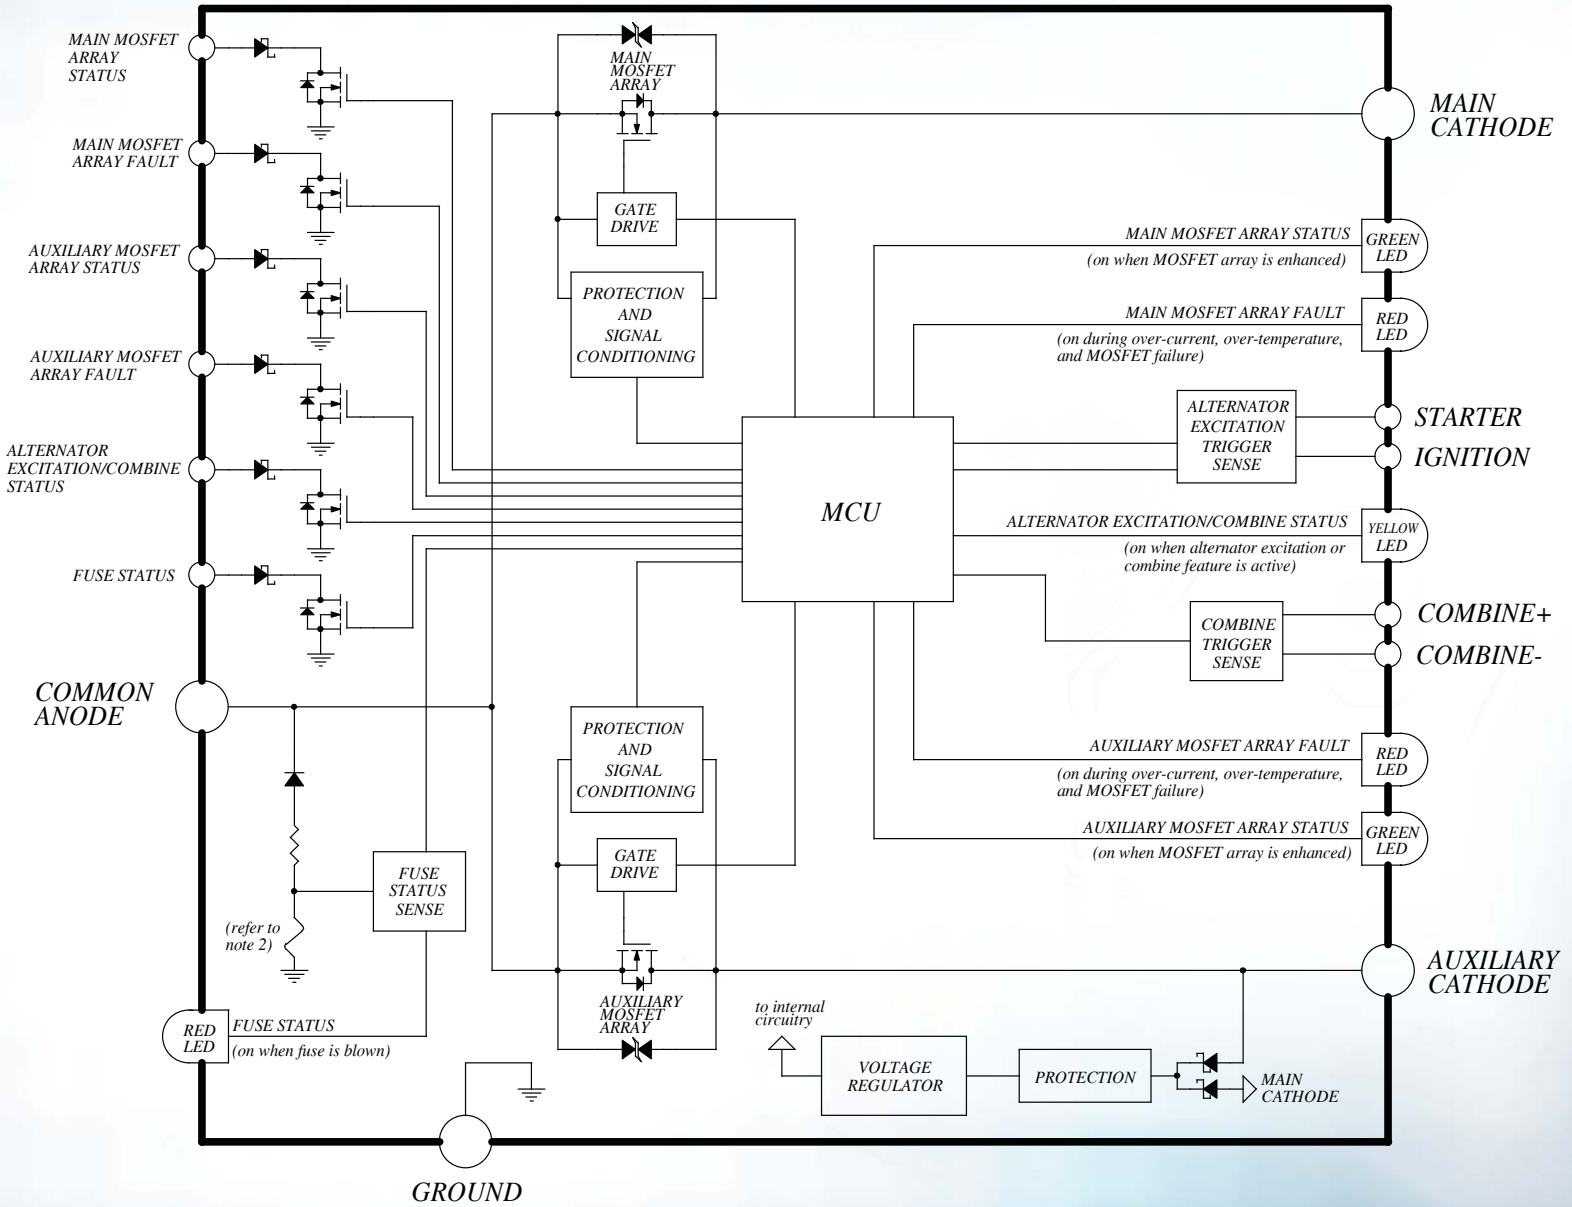 MAIN MOSFET
ARRAY
STATUS
MAIN MOSFET
ARRAY FAULT
AUXILIARY MOSFET
ARRAY STATUS
AUXILIARY MOSFET
ARRAY FAULT
ALTERNATOR
EXCITATION/COMBINE
STATUS
FUSE STATUS
COMMON
ANODE
(refer to
note 2)
FUSE
STATUS
SENSE
RED
LED
FUSE STATUS
(on when fuse is blown)
GROUND
MAIN
MOSFET
ARRAY
GATE
DRIVE
PROTECTION
AND
SIGNAL
CONDITIONING
MCU
PROTECTION
AND
SIGNAL
CONDITIONING
GATE
DRIVE
AUXILIARY
MOSFET
ARRAY
to internal
circuitry
VOLTAGE
REGULATOR
PROTECTION
MAIN
CATHODE
MAIN
CATHODE
MAIN MOSFET ARRAY STATUS
(on when MOSFET array is enhanced)
GREEN
LED
MAIN MOSFET ARRAY FAULT
(on during over-current, over-temperature,
and MOSFET failure)
RED
LED
ALTERNATOR
EXCITATION
TRIGGER
SENSE
STARTER
IGNITION
ALTERNATOR EXCITATION/COMBINE STATUS
(on when alternator excitation or
combine feature is active)
YELLOW
LED
COMBINE
TRIGGER
SENSE
COMBINE+
COMBINE-
AUXILIARY MOSFET ARRAY FAULT
(on during over-current, over-temperature,
and MOSFET failure)
RED
LED
AUXILIARY MOSFET ARRAY STATUS
(on when MOSFET array is enhanced)
GREEN
LED
AUXILIARY
CATHODE